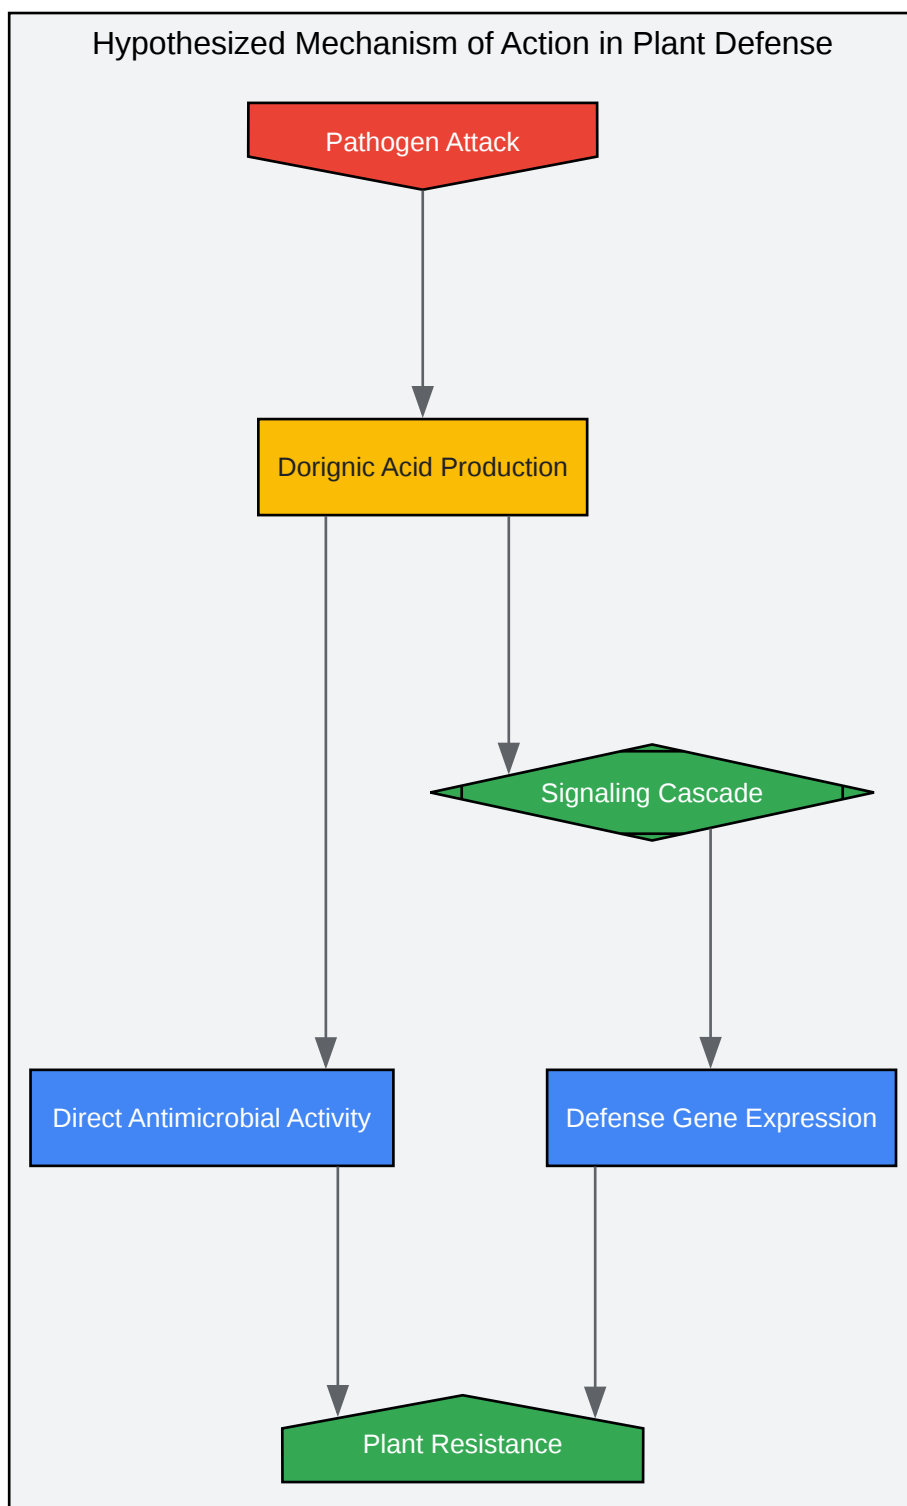 Hypothesized Mechanism of Action in Plant Defense
Pathogen Attack
Dorignic Acid Production
Signaling Cascade
Direct Antimicrobial Activity
Defense Gene Expression
Plant Resistance